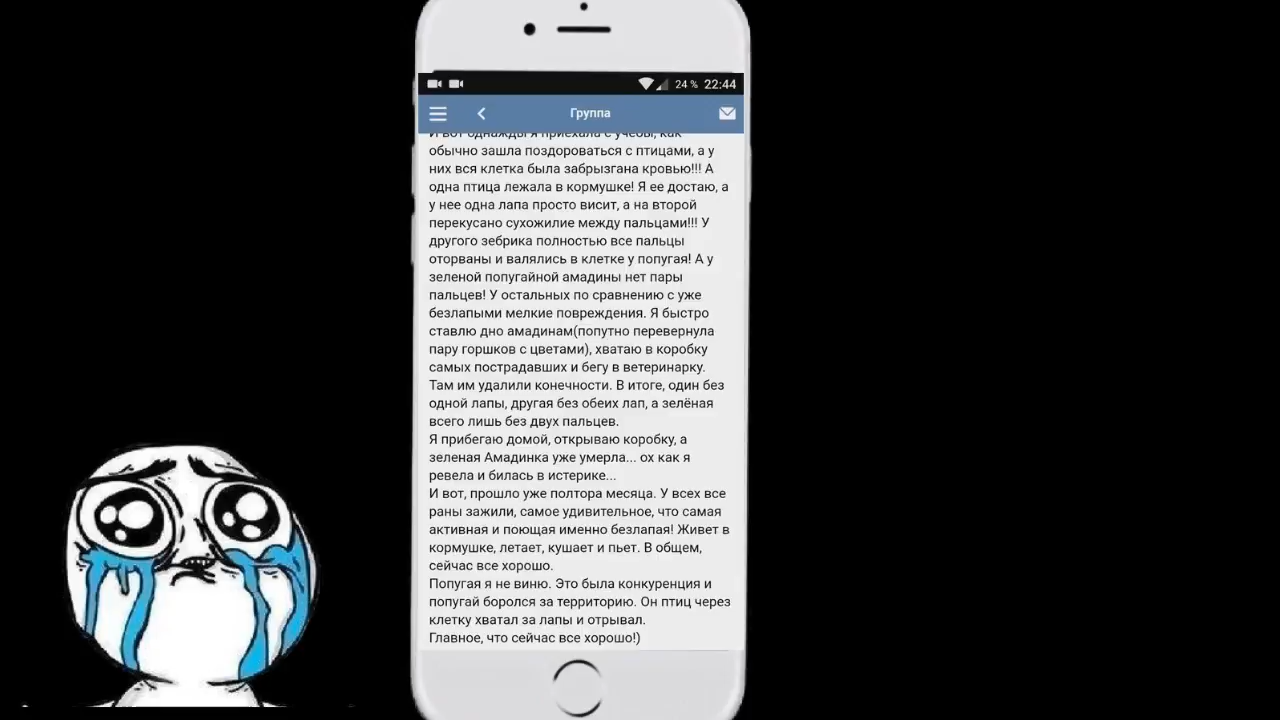 24 % 22:44
Группа
И вот однажды я приехала с учебы, как
обычно зашла поздороваться с птицами, а у
них вся клетка была забрызгана кровью!!! А
одна птица лежала в кормушке! Я ее достаю, а
у нее одна лапа просто висит, а на второй
перекусано сухожилие между пальцами!!! У
другого зебрика полностью все пальцы
оторваны и валялись в клетке у попугая! А у
зеленой попугайной амадины нет пары
пальцев! У остальных по сравнению с уже
безлапыми мелкие повреждения. Я быстро
ставлю дно амадинам(попутно перевернула
пару горшков с цветами), хватаю в коробку
самых пострадавших и бегу в ветеринарку.
Там им удалили конечности. В итоге, один без
одной лапы, другая без обеих лап, а зелёная
всего лишь без двух пальцев.
Я прибегаю домой, открываю коробку, а
зеленая Амадинка уже умерла... ох как я
ревела и билась в истерике...
И вот, прошло уже полтора месяца. У всех все
раны зажили, самое удивительное, что самая
активная и поющая именно безлапая! Живет в
кормушке, летает, кушает и пьет. В общем,
сейчас все хорошо.
Попугая я не виню. Это была конкуренция и
попугай боролся за территорию. Он птиц через
клетку хватал за лапы и отрывал.
Главное, что сейчас все хорошо!)